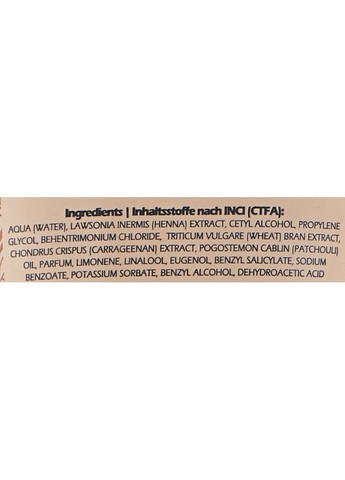 Ingredients | Inhaltsstoffe nach INCI (CTFA):
AQUA (WATER), LAWSONIA INERMIS (HENNA) EXTRACT, CETYL ALCOHOL, PROPYLENE
GLYCOL, BEHENTRIMONIUM CHLORIDE, TRITICUM VULGARE (WHEAT) BRAN EXTRACT,
CHONDRUS CRISPUS (CARRAGEENAN) EXTRACT, POGOSTEMON CABLIN (PATCHOULI)
OIL, PARFUM, LIMONENE, LINALOOL, EUGENOL, BENZYL SALICYLATE, SODIUM
BENZOATE, POTASSIUM SORBATE, BENZYL ALCOHOL, DEHYDROACETIC ACID